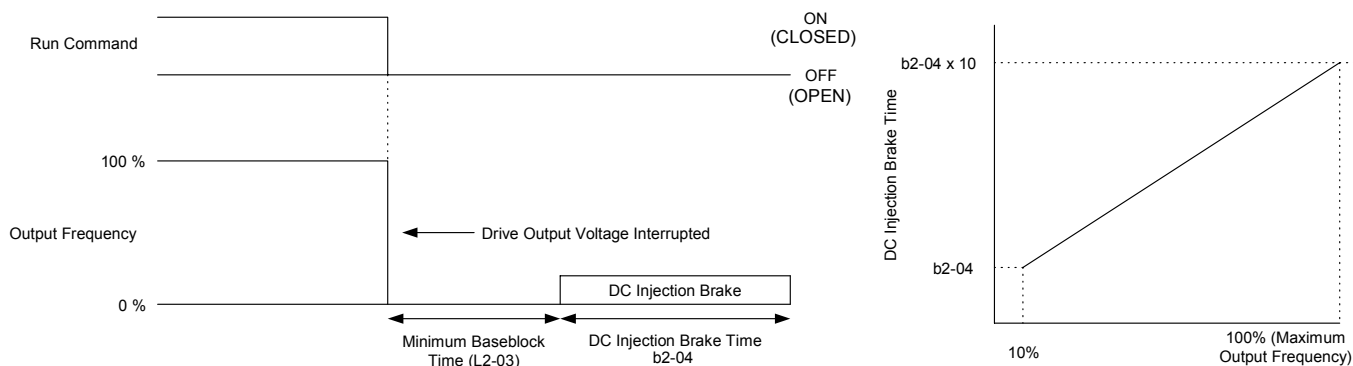 Run Command
ON
(CLOSED)
OFF
(OPEN)
100 %
Output Frequency
Drive Output Voltage Interrupted
DC Injection Brake
0 %
Minimum Baseblock
Time (L2-03)
DC Injection Brake Time
b2-04
DC Injection Brake Time
b2-04 x 10
b2-04
10%
100% (Maximum
Output Frequency)